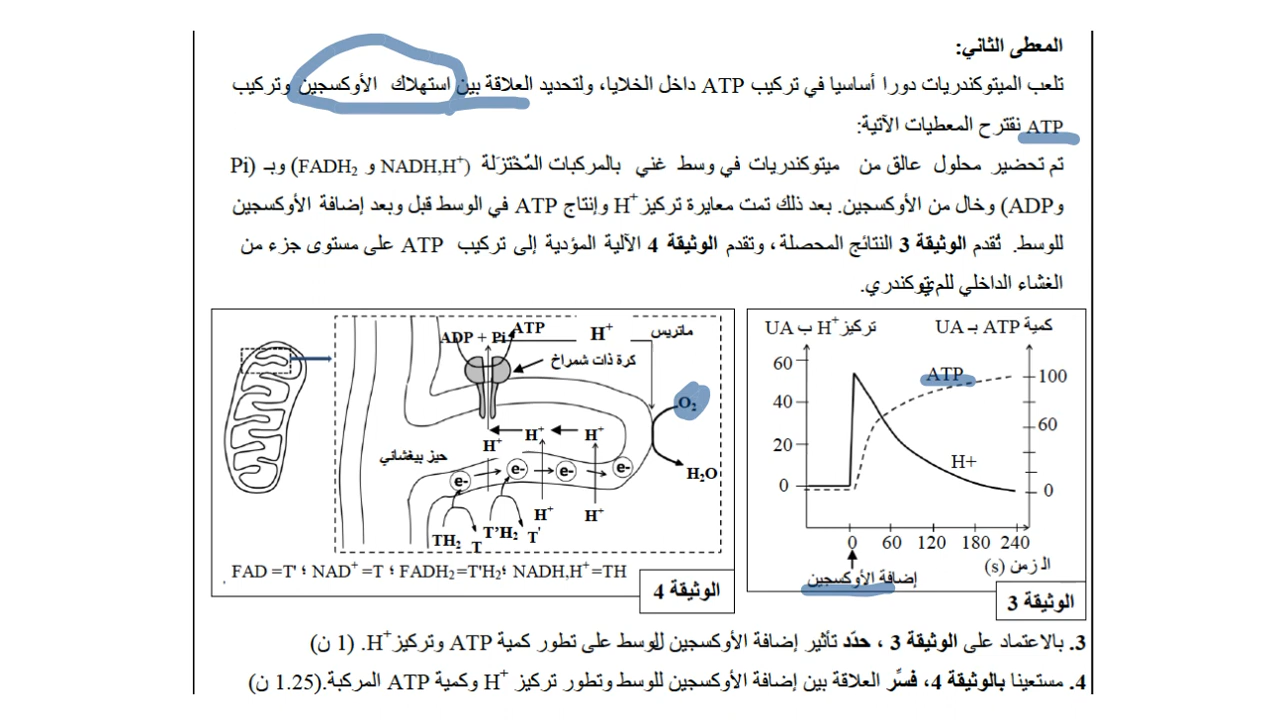 المعطى الثاني:
تلعب الميتوكندريات دورا أساسيا في تركيب ATP داخل الخلايا، ولتحديد العلاقة بين استهلاك الأوكسجين وتركيب
ATP نقترح المعطيات الآتية:
تم تحضير محلول عالق من ميتوكندريات في وسط غني بالمركبات المُخْتزَلة (NADH,H⁺ و FADH₂) وبـ (Pi
وADP) وخال من الأوكسجين. بعد ذلك تمت معايرة تركيز H⁺ وإنتاج ATP في الوسط قبل وبعد إضافة الأوكسجين
للوسط. تُقدم الوثيقة 3 النتائج المحصلة، وتقدم الوثيقة 4 الآلية المؤدية إلى تركيب ATP على مستوى جزء من
الغشاء الداخلي للميتوكندري.
كمية ATP بـ UA
تركيز H⁺ ب UA
60
40
20
0
100
60
0
ATP
H+
0 60 120 180 240
الزمن (s)
إضافة الأوكسجين
الوثيقة 3
ماتريس
H⁺
ATP
ADP + Pi
كرة ذات شمراخ
O₂
H⁺ H⁺ H⁺
حيز بيغشائي
H₂O
e- e- e- e-
H⁺ H⁺
TH₂ T T'H₂ T'
FAD =T' ؛ NAD⁺ =T ؛ FADH₂=T'H₂؛ NADH,H⁺=TH
الوثيقة 4
3. بالاعتماد على الوثيقة 3 ، حدّد تأثير إضافة الأوكسجين للوسط على تطور كمية ATP وتركيز H⁺. (1 ن)
4. مستعينا بالوثيقة 4، فسِّر العلاقة بين إضافة الأوكسجين للوسط وتطور تركيز H⁺ وكمية ATP المركبة.(1.25 ن)